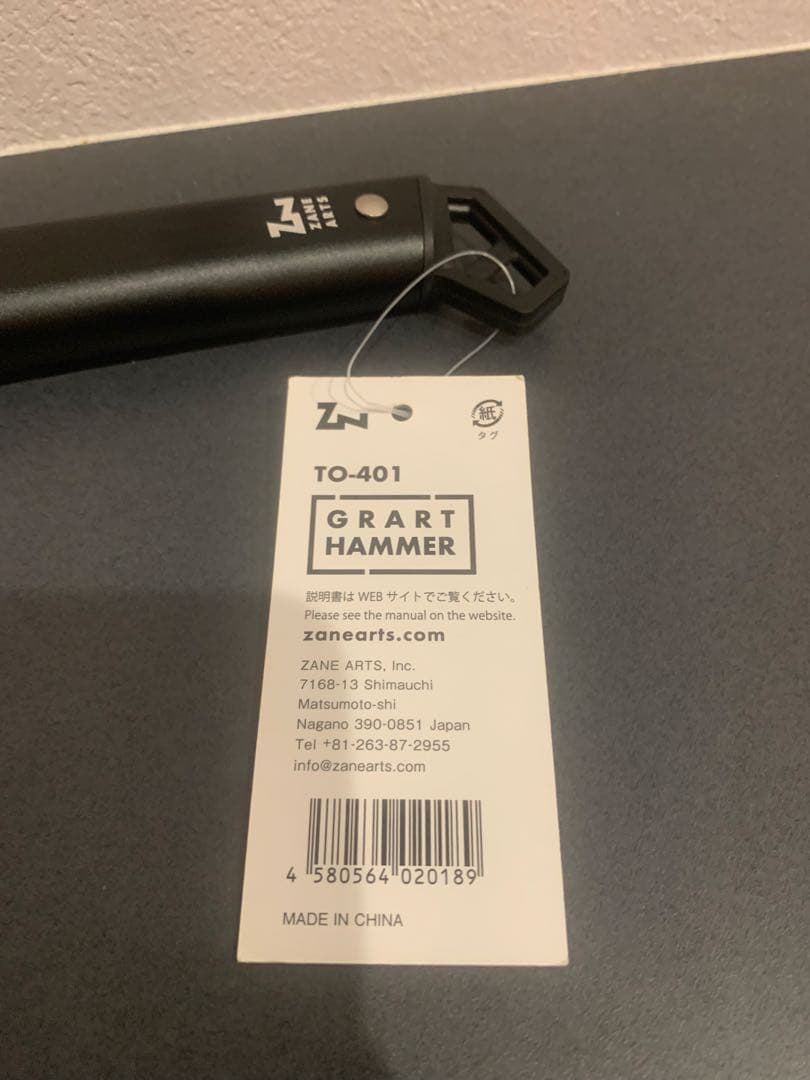 ZN ZANE
ARTS
ZN
紙
タグ
TO-401
GRART
HAMMER
説明書は WEB サイトでご覧ください。
Please see the manual on the website.
zanearts.com
ZANE ARTS, Inc.
7168-13 Shimauchi
Matsumoto-shi
Nagano 390-0851 Japan
Tel +81-263-87-2955
info@zanearts.com
4 580564 020189
MADE IN CHINA